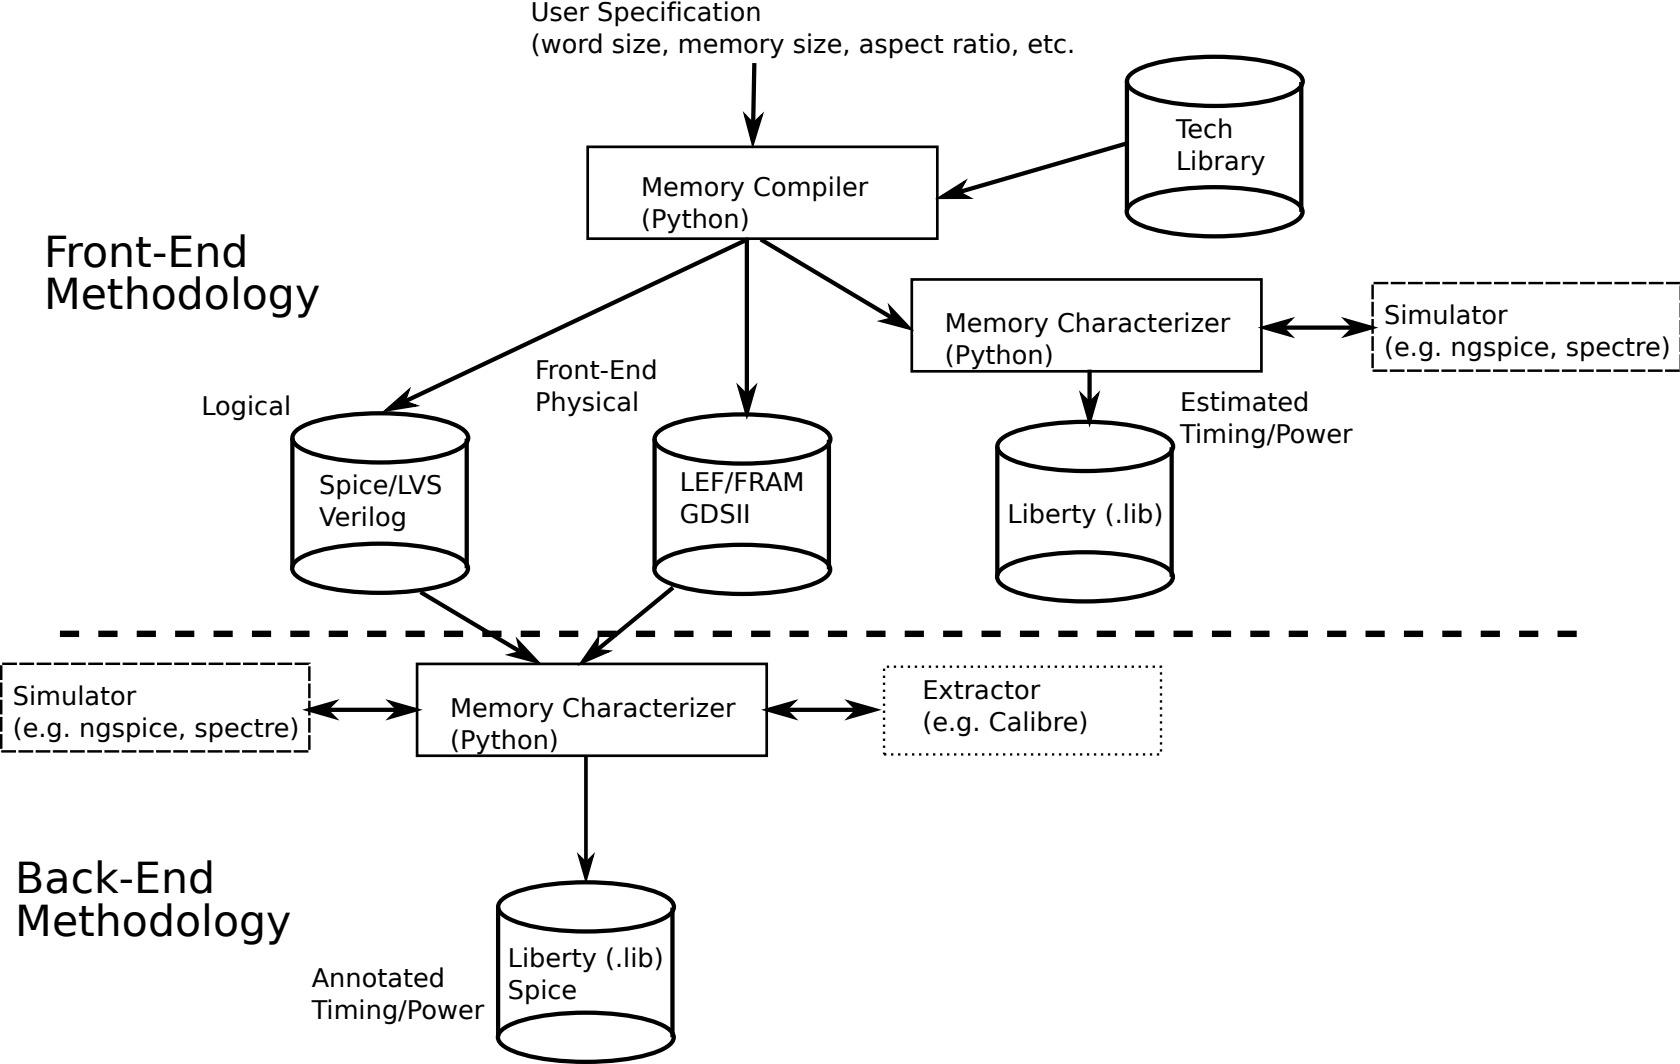 User Specification
(word size, memory size, aspect ratio, etc.
Tech
Library
Memory Compiler
(Python)
Front-End
Methodology
Memory Characterizer
(Python)
Simulator
(e.g. ngspice, spectre)
Front-End
Physical
Logical
Estimated
Timing/Power
Spice/LVS
Verilog
LEF/FRAM
GDSII
Liberty (.lib)
Simulator
(e.g. ngspice, spectre)
Memory Characterizer
(Python)
Extractor
(e.g. Calibre)
Back-End
Methodology
Annotated
Timing/Power
Liberty (.lib)
Spice